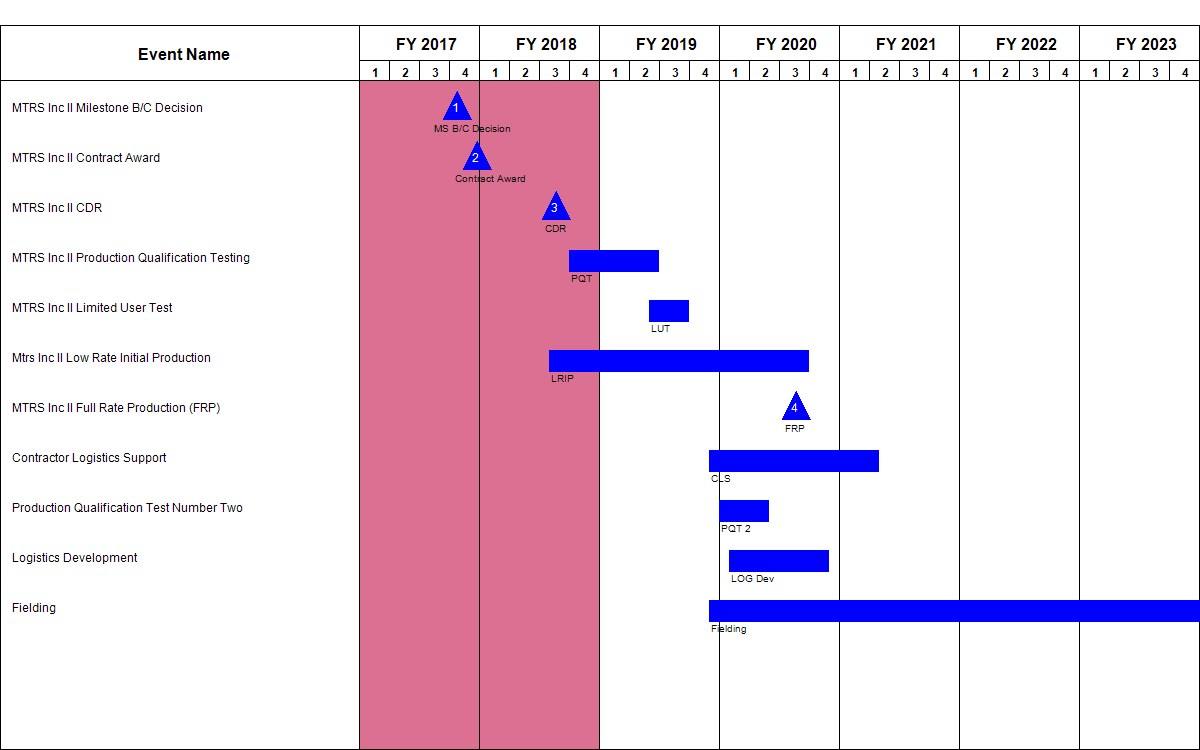 Event Name
FY 2017 FY 2018 FY 2019 FY 2020 FY 2021 FY 2022 FY 2023
1 2 3 4 1 2 3 4 1 2 3 4 1 2 3 4 1 2 3 4 1 2 3 4 1 2 3 4
MTRS Inc II Milestone B/C Decision
1
MS B/C Decision
MTRS Inc II Contract Award
2
Contract Award
MTRS Inc II CDR
3
CDR
MTRS Inc II Production Qualification Testing
PQT
MTRS Inc II Limited User Test
LUT
Mtrs Inc II Low Rate Initial Production
LRIP
MTRS Inc II Full Rate Production (FRP)
4
FRP
Contractor Logistics Support
CLS
Production Qualification Test Number Two
PQT 2
Logistics Development
LOG Dev
Fielding
Fielding